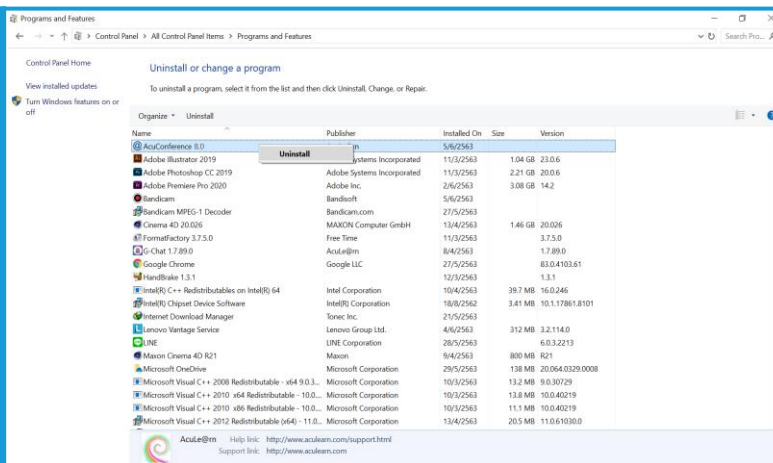 Programs and Features
Control Panel > All Control Panel Items > Programs and Features
Search Pro...
Control Panel Home
View installed updates
Turn Windows features on or off
Uninstall or change a program
To uninstall a program, select it from the list and then click Uninstall, Change, or Repair.
Organize Uninstall
Name Publisher Installed On Size Version
AcuConference 8.0 5/6/2563
Uninstall
Adobe Illustrator 2019 Systems Incorporated 11/3/2563 1.04 GB 23.0.6
Adobe Photoshop CC 2019 Adobe Systems Incorporated 11/3/2563 2.21 GB 20.0.6
Adobe Premiere Pro 2020 Adobe Inc. 2/6/2563 3.08 GB 14.2
Bandicam Bandisoft 5/6/2563
Bandicam MPEG-1 Decoder Bandicam.com 27/5/2563
Cinema 4D 20.026 MAXON Computer GmbH 13/4/2563 1.46 GB 20.026
FormatFactory 3.7.5.0 Free Time 11/3/2563 3.7.5.0
G-Chat 1.7.89.0 AcuLe@rn 8/4/2563 1.7.89.0
Google Chrome Google LLC 27/5/2563 83.0.4103.61
HandBrake 1.3.1 12/3/2563 1.3.1
Intel(R) C++ Redistributables on Intel(R) 64 Intel Corporation 10/4/2563 39.7 MB 16.0.246
Intel(R) Chipset Device Software Intel(R) Corporation 18/8/2562 3.41 MB 10.1.17861.8101
Internet Download Manager Tonec Inc. 21/5/2563
Lenovo Vantage Service Lenovo Group Ltd. 4/6/2563 312 MB 3.2.114.0
LINE LINE Corporation 28/5/2563 6.0.3.2213
Maxon Cinema 4D R21 Maxon 9/4/2563 800 MB R21
Microsoft OneDrive Microsoft Corporation 29/5/2563 138 MB 20.064.0329.0008
Microsoft Visual C++ 2008 Redistributable - x64 9.0.3... Microsoft Corporation 10/3/2563 13.2 MB 9.0.30729
Microsoft Visual C++ 2010 x64 Redistributable - 10.0.... Microsoft Corporation 10/3/2563 13.8 MB 10.0.40219
Microsoft Visual C++ 2010 x86 Redistributable - 10.0.... Microsoft Corporation 10/3/2563 11.1 MB 10.0.40219
Microsoft Visual C++ 2012 Redistributable (x64) - 11.0... Microsoft Corporation 13/4/2563 20.5 MB 11.0.61030.0
AcuLe@rn Help link: http://www.aculearn.com/support.html
Support link: http://www.aculearn.com